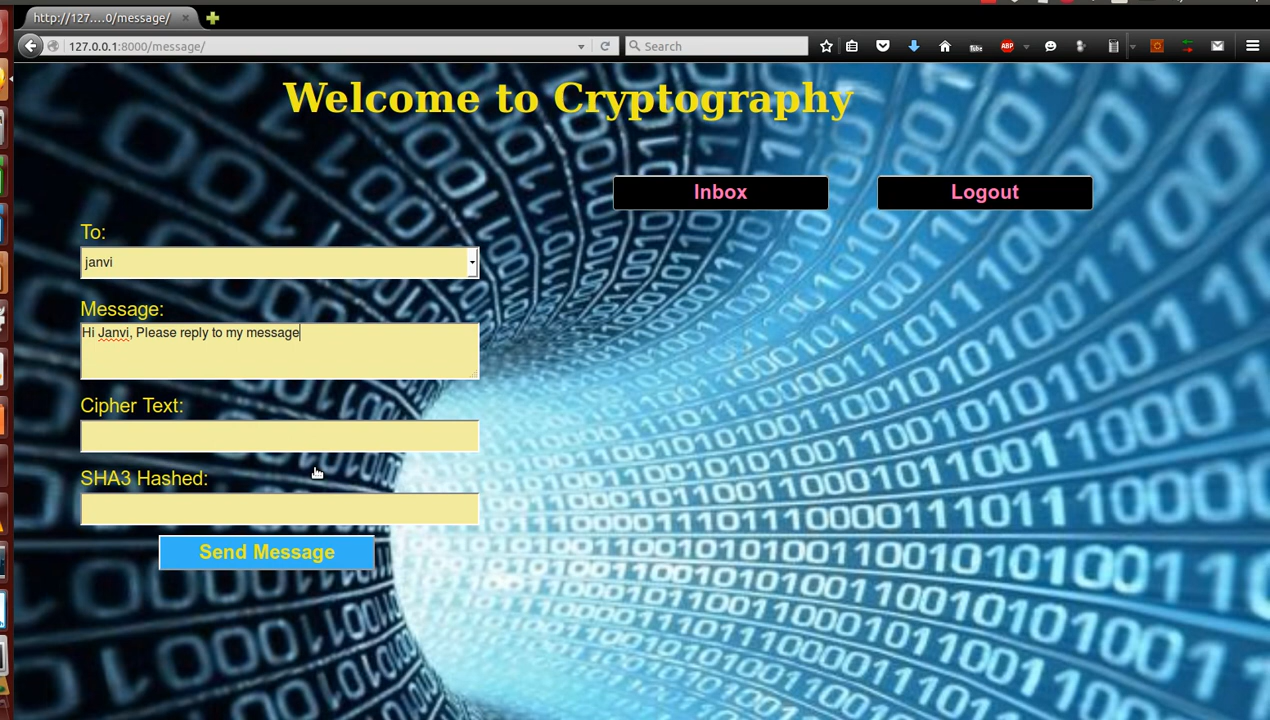 http://127....0/message/
127.0.0.1:8000/message/
Search
ABP
Welcome to Cryptography
Inbox
Logout
To:
janvi
Message:
Hi Janvi, Please reply to my message
Cipher Text:
SHA3 Hashed:
Send Message